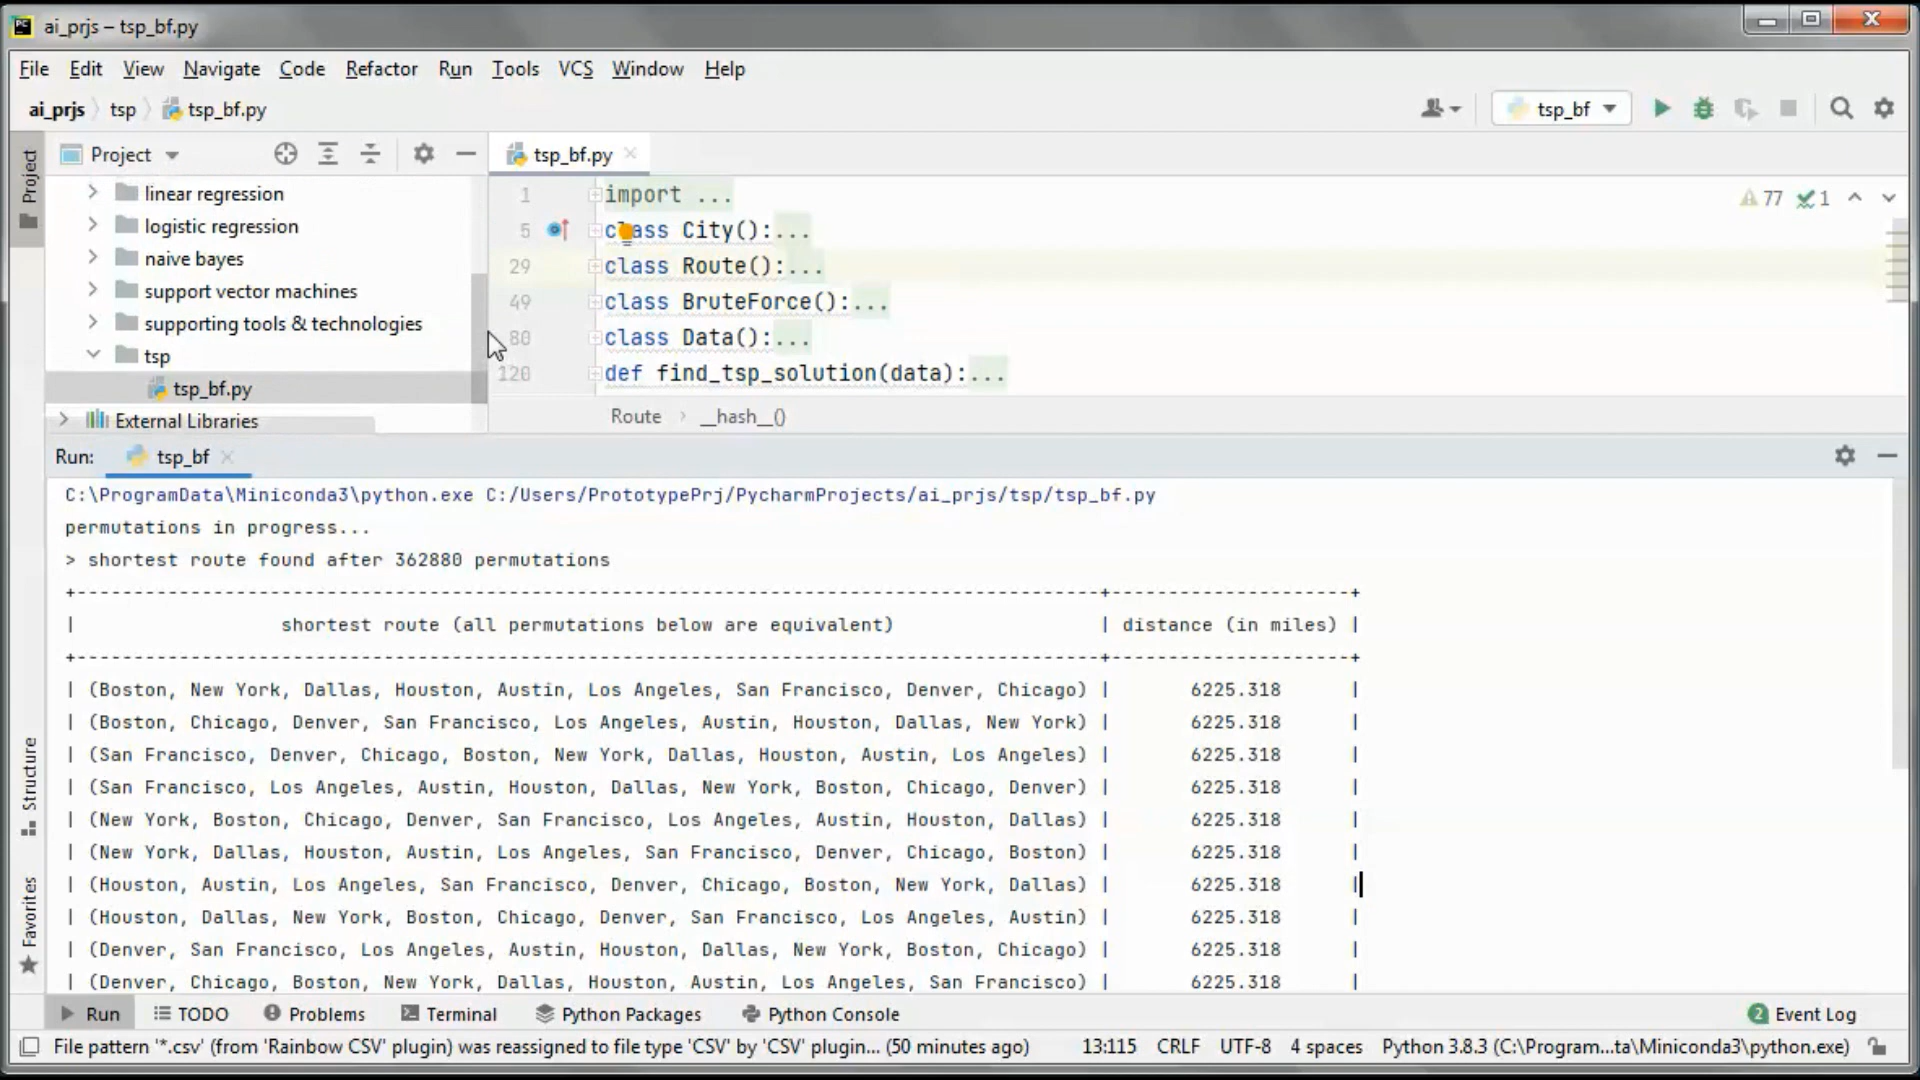 ai_prjs – tsp_bf.py
File Edit View Navigate Code Refactor Run Tools VCS Window Help
ai_prjs tsp tsp_bf.py
tsp_bf
Project
Project
linear regression
logistic regression
naive bayes
support vector machines
supporting tools & technologies
tsp
tsp_bf.py
External Libraries
tsp_bf.py
77 1
1 import ...
5 class City():...
29 class Route():...
49 class BruteForce():...
80 class Data():...
120 def find_tsp_solution(data):...
Route __hash__()
Run: tsp_bf
C:\ProgramData\Miniconda3\python.exe C:/Users/PrototypePrj/PycharmProjects/ai_prjs/tsp/tsp_bf.py
permutations in progress...
> shortest route found after 362880 permutations
+------------------------------------------------------------------------------------------+---------------------+
| shortest route (all permutations below are equivalent) | distance (in miles) |
+------------------------------------------------------------------------------------------+---------------------+
| (Boston, New York, Dallas, Houston, Austin, Los Angeles, San Francisco, Denver, Chicago) | 6225.318 |
| (Boston, Chicago, Denver, San Francisco, Los Angeles, Austin, Houston, Dallas, New York) | 6225.318 |
| (San Francisco, Denver, Chicago, Boston, New York, Dallas, Houston, Austin, Los Angeles) | 6225.318 |
| (San Francisco, Los Angeles, Austin, Houston, Dallas, New York, Boston, Chicago, Denver) | 6225.318 |
| (New York, Boston, Chicago, Denver, San Francisco, Los Angeles, Austin, Houston, Dallas) | 6225.318 |
| (New York, Dallas, Houston, Austin, Los Angeles, San Francisco, Denver, Chicago, Boston) | 6225.318 |
| (Houston, Austin, Los Angeles, San Francisco, Denver, Chicago, Boston, New York, Dallas) | 6225.318 |
| (Houston, Dallas, New York, Boston, Chicago, Denver, San Francisco, Los Angeles, Austin) | 6225.318 |
| (Denver, San Francisco, Los Angeles, Austin, Houston, Dallas, New York, Boston, Chicago) | 6225.318 |
| (Denver, Chicago, Boston, New York, Dallas, Houston, Austin, Los Angeles, San Francisco) | 6225.318 |
Structure
Favorites
Run TODO Problems Terminal Python Packages Python Console 2 Event Log
File pattern '*.csv' (from 'Rainbow CSV' plugin) was reassigned to file type 'CSV' by 'CSV' plugin... (50 minutes ago) 13:115 CRLF UTF-8 4 spaces Python 3.8.3 (C:\Program...ta\Miniconda3\python.exe)